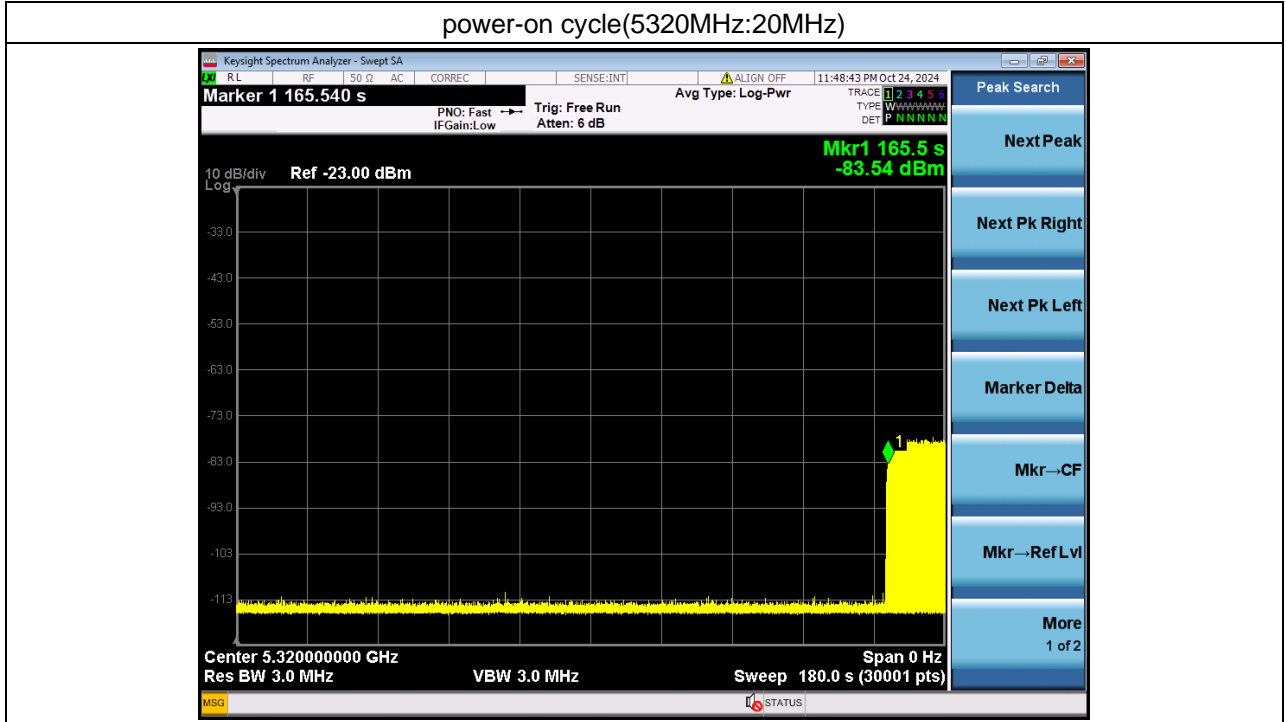 power-on cycle(5320MHz:20MHz)
Keysight Spectrum Analyzer - Swept SA
LXI RL RF 50 Ω AC CORREC SENSE:INT ALIGN OFF 11:48:43 PM Oct 24, 2024
Marker 1 165.540 s
PNO: Fast
IFGain:Low
Trig: Free Run
Atten: 6 dB
Avg Type: Log-Pwr
TRACE 1 2 3 4 5 6
TYPE WWWWWW
DET P N N N N N
Peak Search
Mkr1 165.5 s
-83.54 dBm
10 dB/div Ref -23.00 dBm
Log
-33.0
-43.0
-53.0
-63.0
-73.0
-83.0
-93.0
-103
-113
1
Center 5.320000000 GHz Span 0 Hz
Res BW 3.0 MHz VBW 3.0 MHz Sweep 180.0 s (30001 pts)
MSG STATUS
Next Peak
Next Pk Right
Next Pk Left
Marker Delta
Mkr→CF
Mkr→Ref Lvl
More
1 of 2